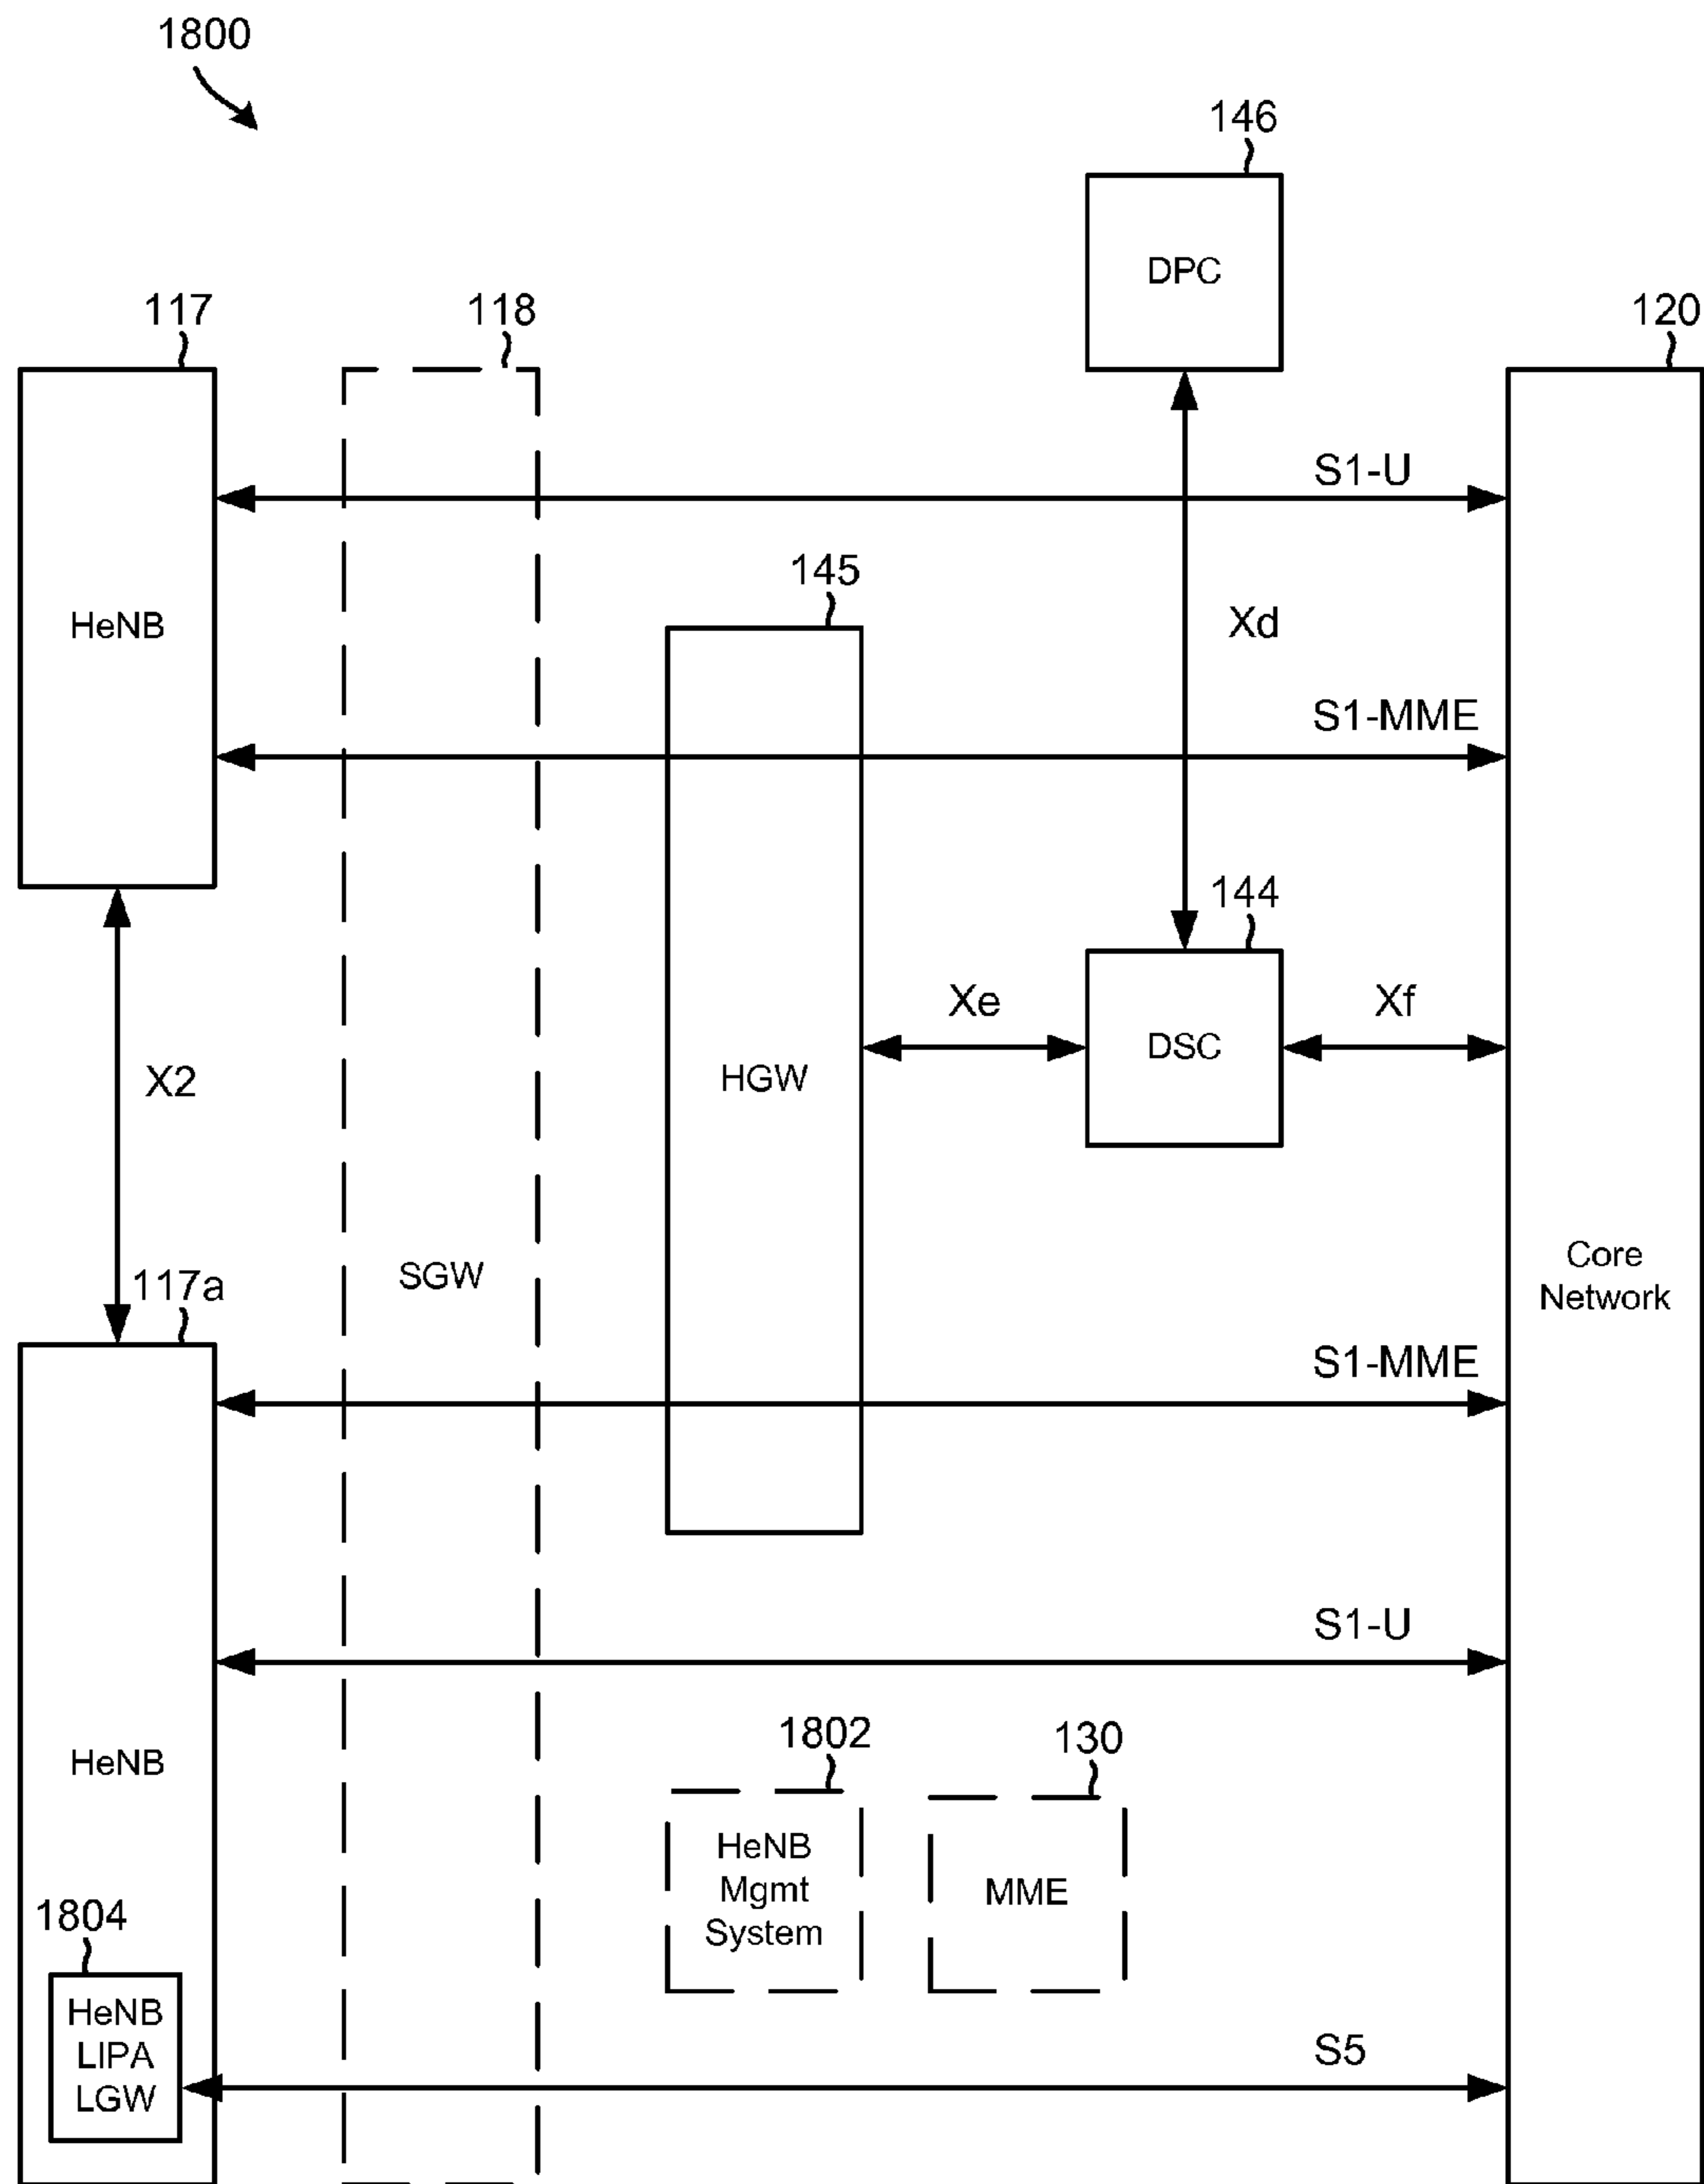 1800
146
DPC
117
118
120
S1-U
145
HeNB
Xd
S1-MME
144
Xe
Xf
DSC
HGW
X2
Core
Network
SGW
117a
S1-MME
S1-U
1802
130
HeNB
HeNB
Mgmt
System
MME
1804
HeNB
LIPA
LGW
S5